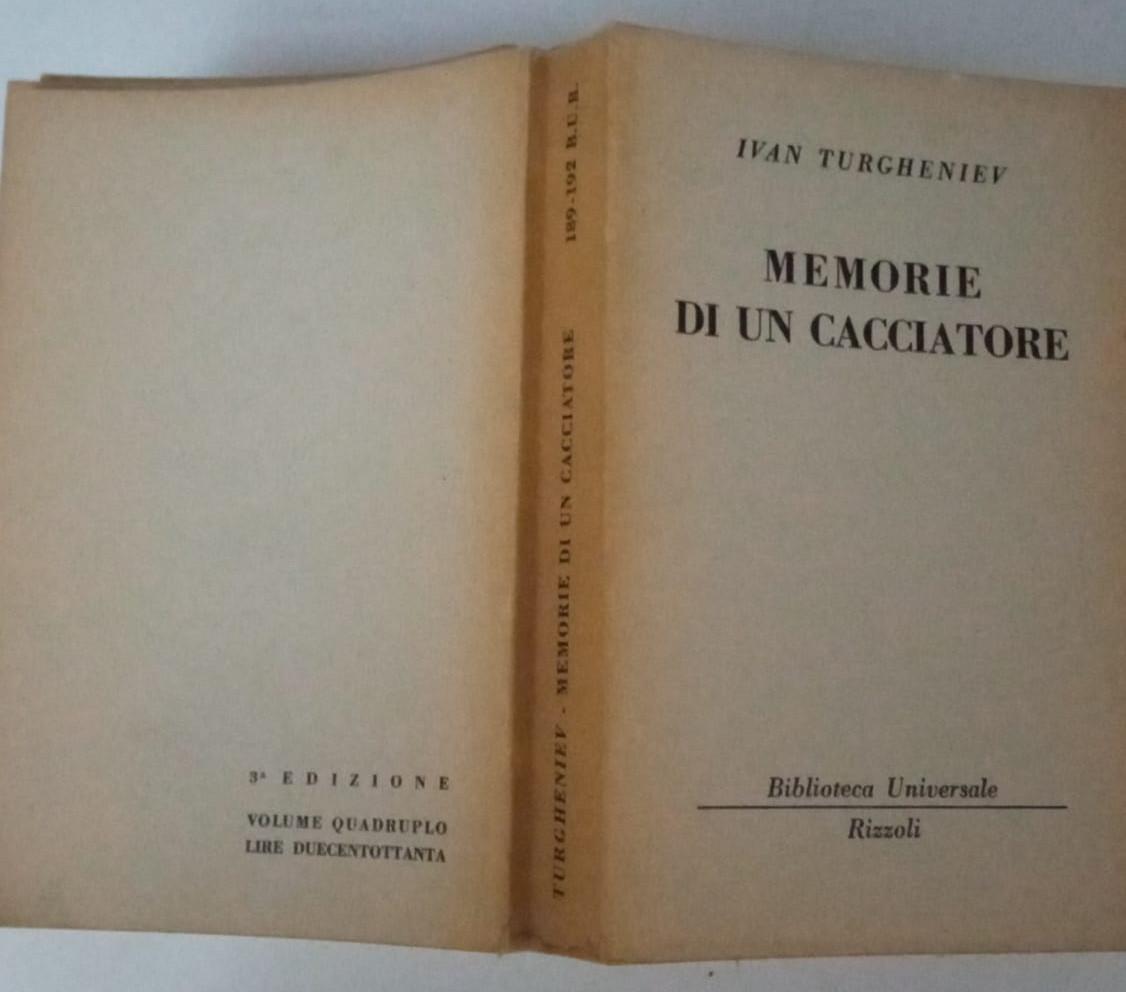 IVAN TURGHENIEV
MEMORIE
DI UN CACCIATORE
Biblioteca Universale
Rizzoli
TURGHENIEV - MEMORIE DI UN CACCIATORE 189-192 B.U.R.
3ª EDIZIONE
VOLUME QUADRUPLO
LIRE DUECENTOTTANTA